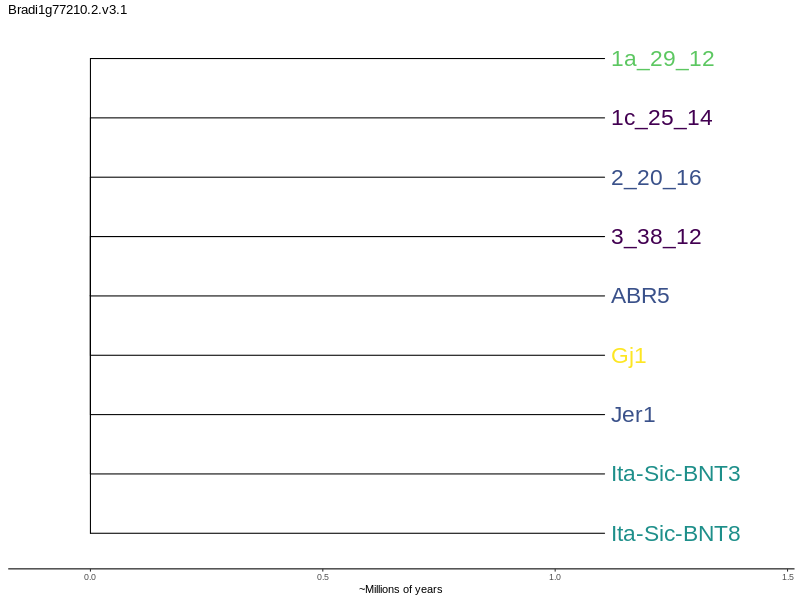 Bradi1g77210.2.v3.1
1a_29_12
1c_25_14
2_20_16
3_38_12
ABR5
Gj1
Jer1
Ita-Sic-BNT3
Ita-Sic-BNT8
0.0 0.5 1.0 1.5
~Millions of years